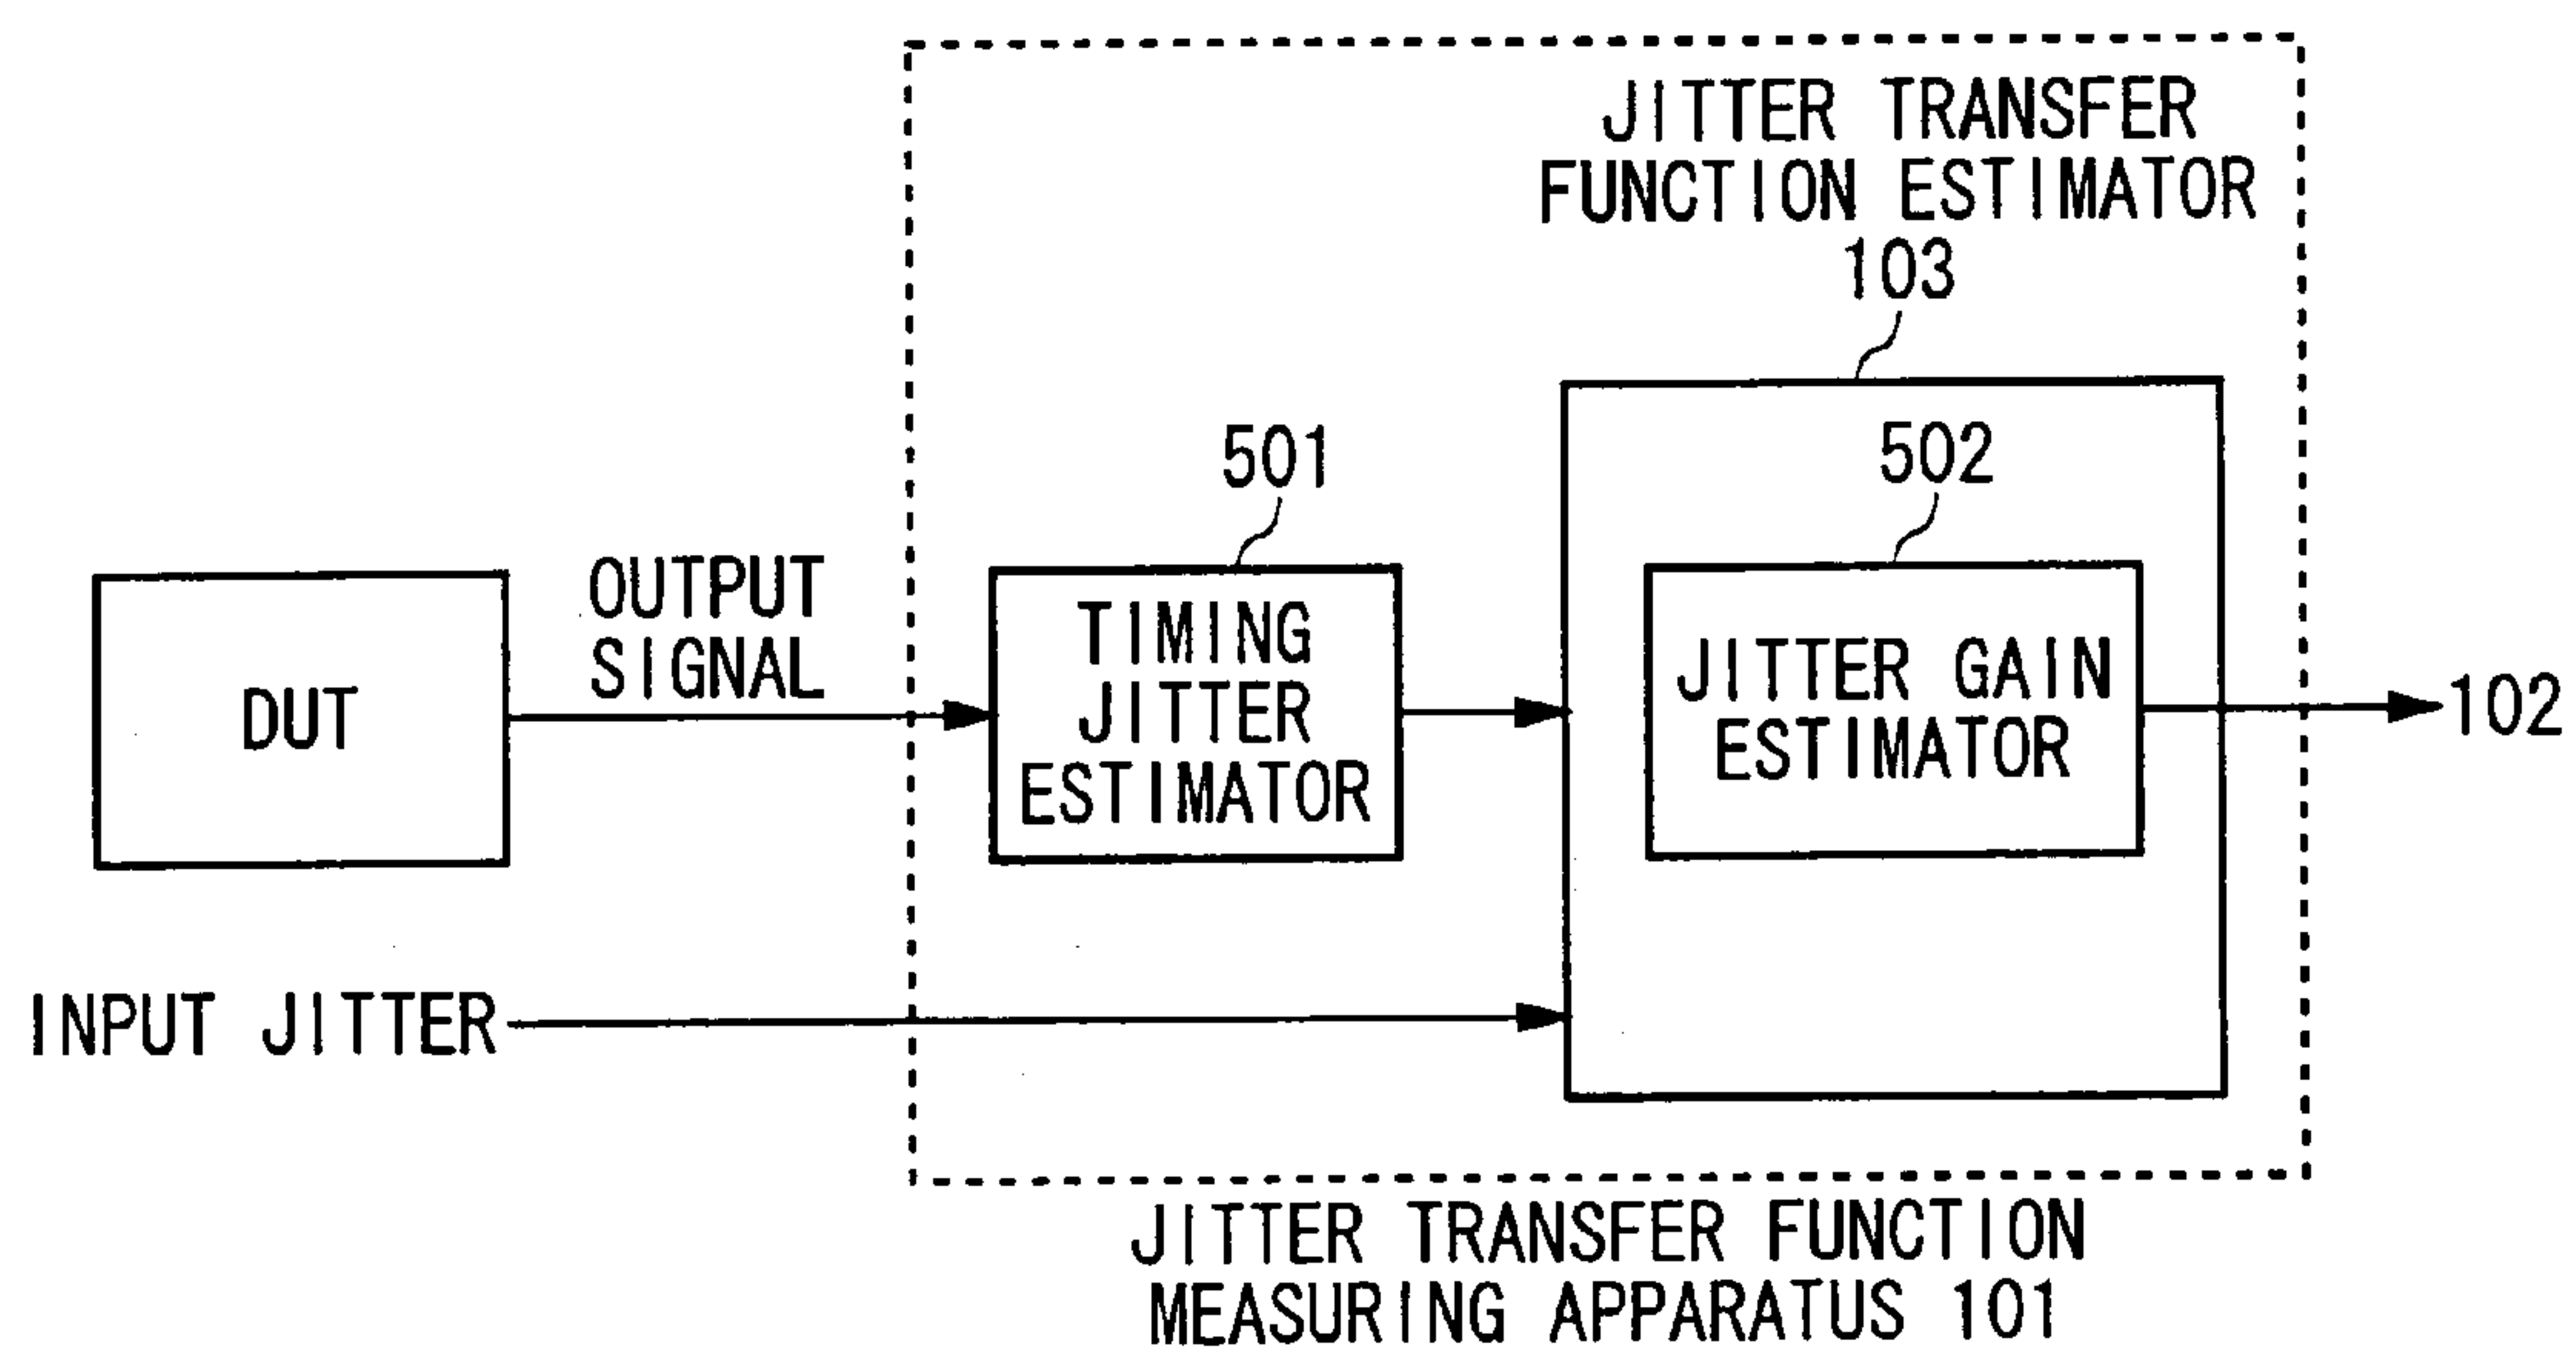 JITTER TRANSFER
FUNCTION ESTIMATOR
103
501
502
OUTPUT
SIGNAL
DUT
TIMING
JITTER
ESTIMATOR
JITTER GAIN
ESTIMATOR
102
INPUT JITTER
JITTER TRANSFER FUNCTION
MEASURING APPARATUS 101